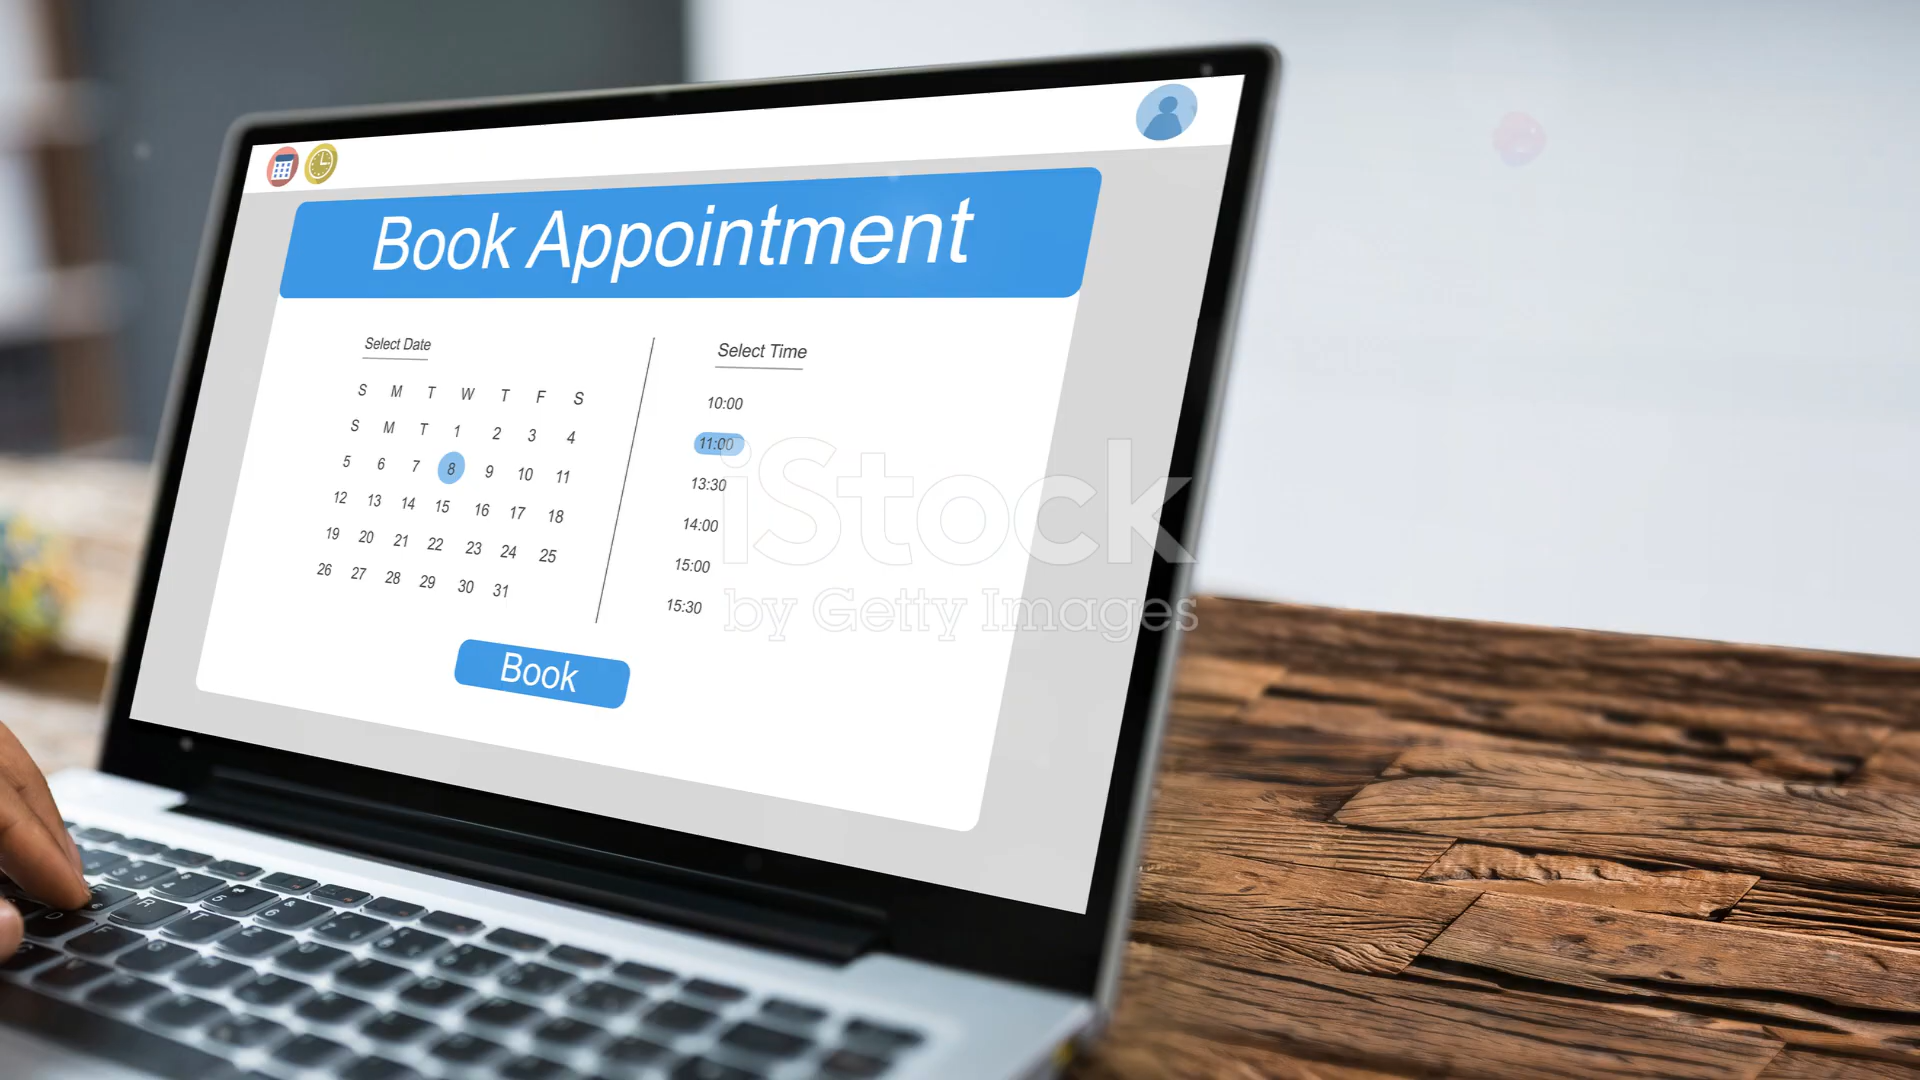 Book Appointment
Select Date
S M T W T F S
S M T 1 2 3 4
5 6 7 8 9 10 11
12 13 14 15 16 17 18
19 20 21 22 23 24 25
26 27 28 29 30 31
Select Time
10:00
11:00
13:30
14:00
15:00
15:30
Book
iStock
by Getty Images